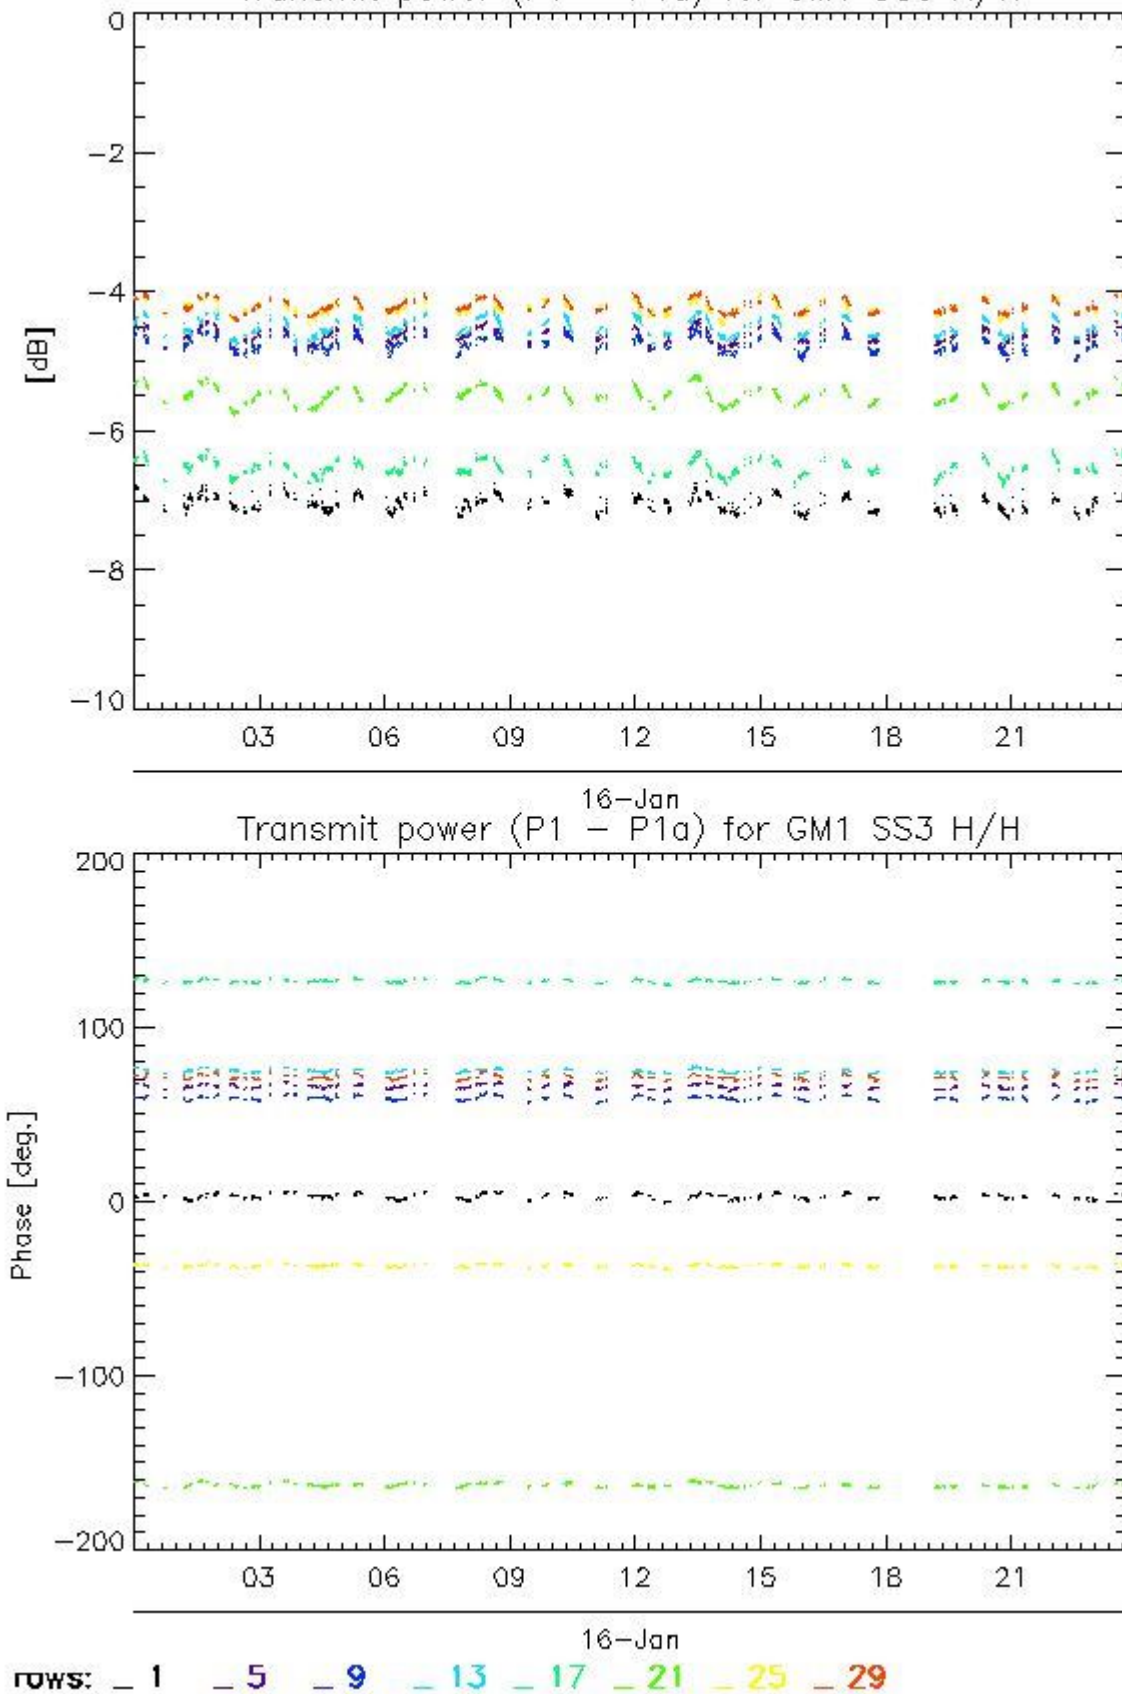 0
-2
-4
-6
-8
-10
[dB]
03 06 09 12 15 18 21
16-Jan
Transmit power (P1 - P1a) for GM1 SS3 H/H
200
100
0
-100
-200
Phase [deg.]
03 06 09 12 15 18 21
16-Jan
rows: _ 1 _ 5 _ 9 _ 13 _ 17 _ 21 _ 25 _ 29